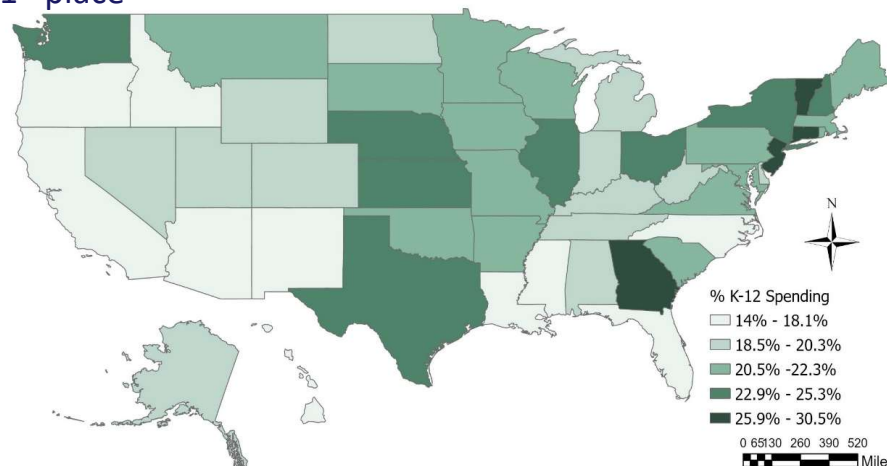 place
N
% K-12 Spending
14% - 18.1%
18.5% - 20.3%
20.5% -22.3%
22.9% - 25.3%
25.9% - 30.5%
0 65130 260 390 520
Mile